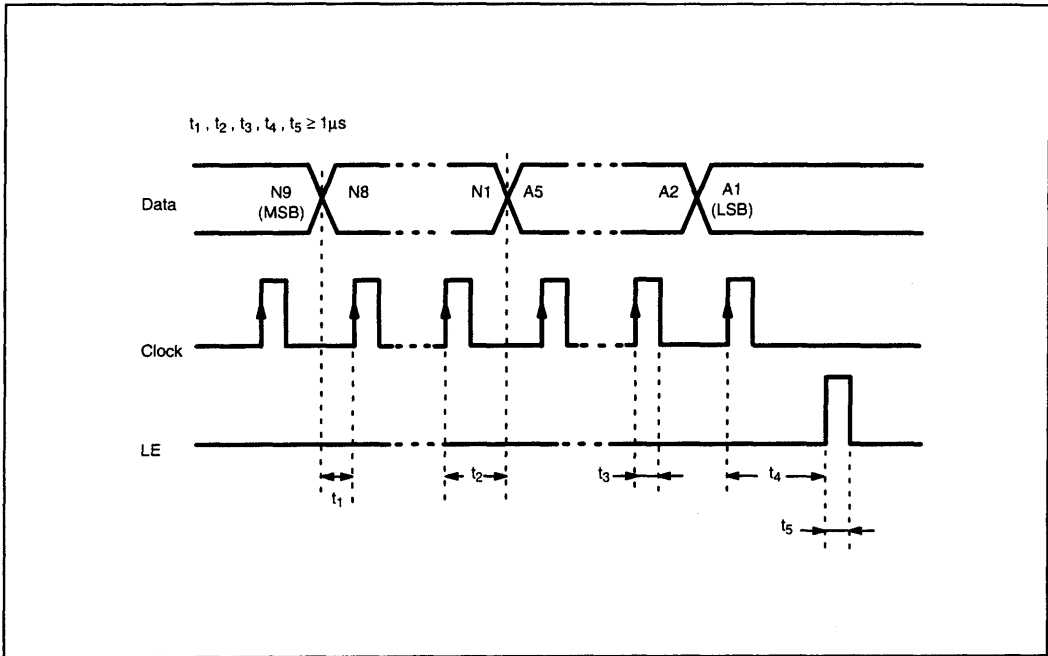 t₁ , t₂ , t₃ , t₄ , t₅ ≥ 1μs
Data
N9
(MSB)
N8
N1
A5
A2
A1
(LSB)
Clock
LE
t₁
t₂
t₃
t₄
t₅